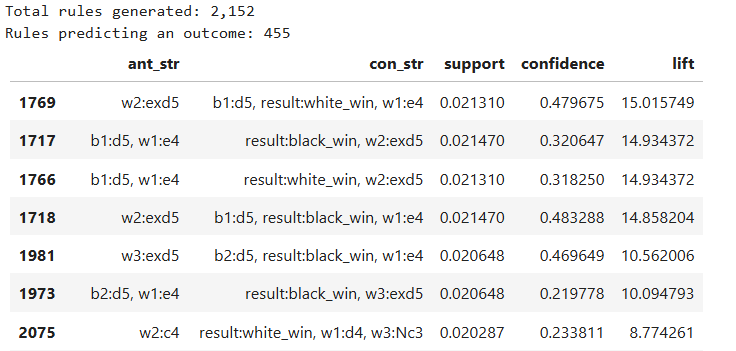 Total rules generated: 2,152
Rules predicting an outcome: 455
ant_str con_str support confidence lift
1769 w2:exd5 b1:d5, result:white_win, w1:e4 0.021310 0.479675 15.015749
1717 b1:d5, w1:e4 result:black_win, w2:exd5 0.021470 0.320647 14.934372
1766 b1:d5, w1:e4 result:white_win, w2:exd5 0.021310 0.318250 14.934372
1718 w2:exd5 b1:d5, result:black_win, w1:e4 0.021470 0.483288 14.858204
1981 w3:exd5 b2:d5, result:black_win, w1:e4 0.020648 0.469649 10.562006
1973 b2:d5, w1:e4 result:black_win, w3:exd5 0.020648 0.219778 10.094793
2075 w2:c4 result:white_win, w1:d4, w3:Nc3 0.020287 0.233811 8.774261